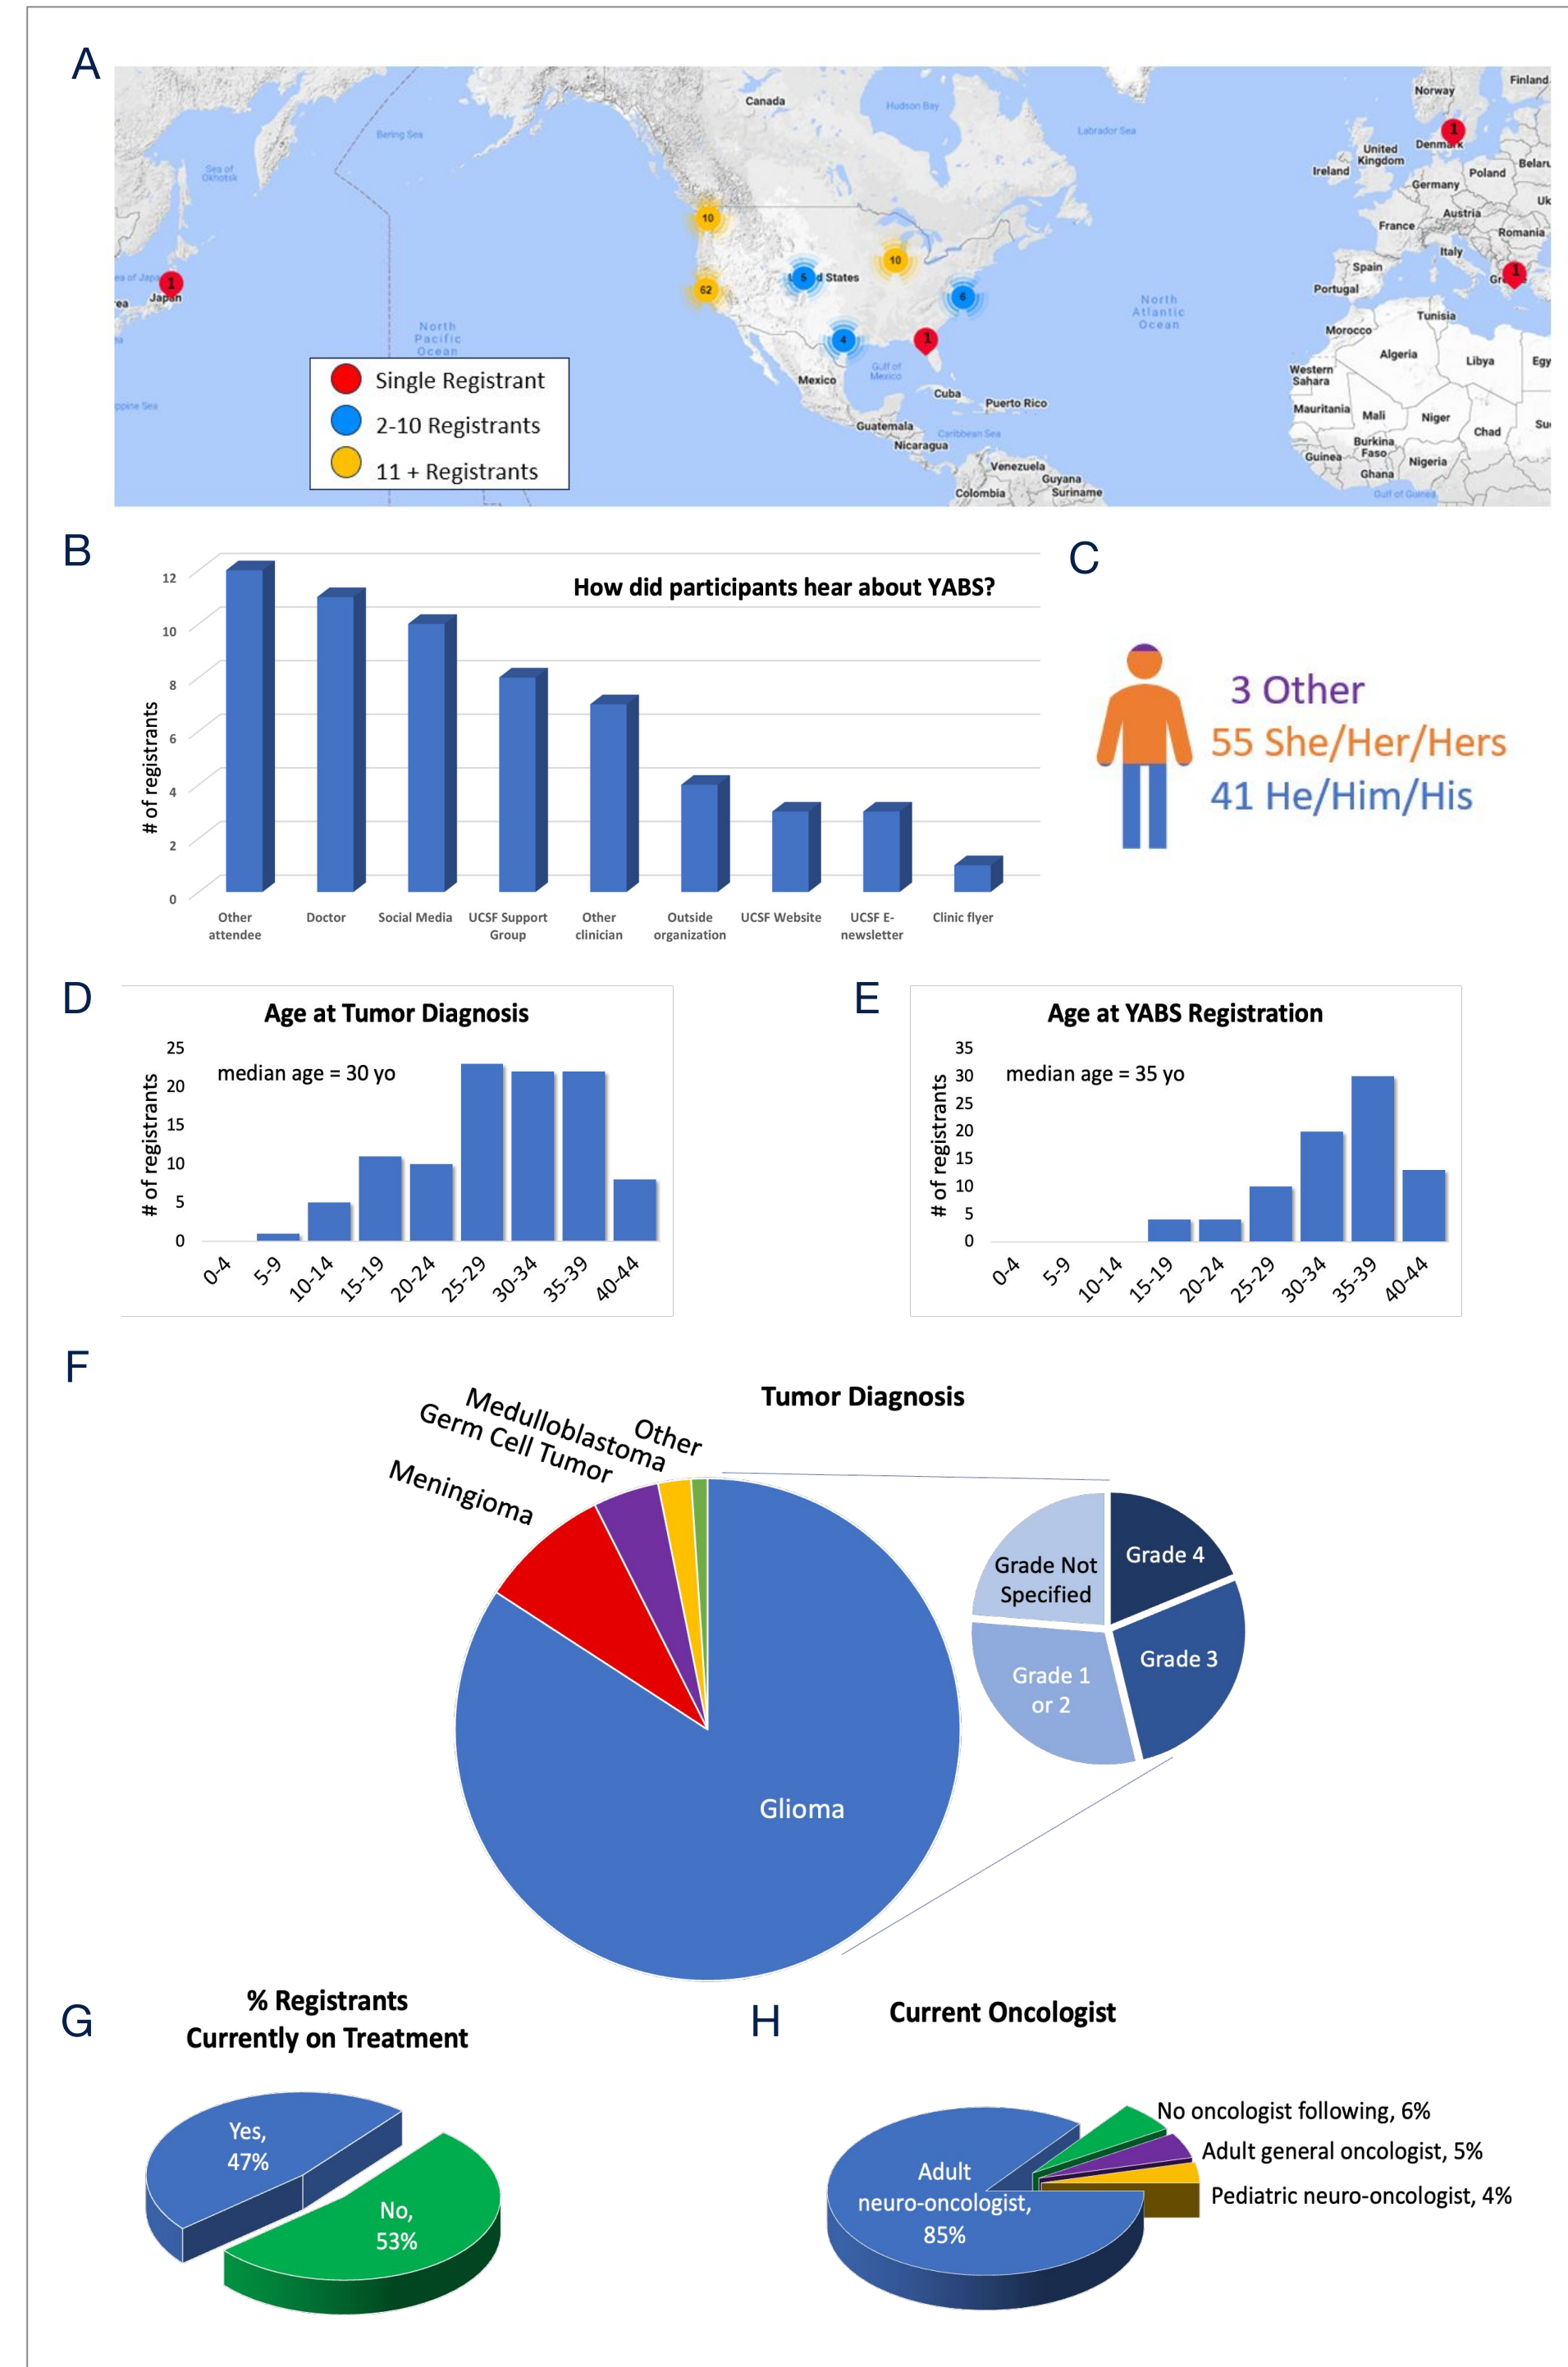 A
Canada
Hudson Bay
Labrador Sea
Norway
Finland
Bering Sea
Sea of
Okhotsk
United
Kingdom
Ireland
Denmark
Belaru
Poland
Germany
Uk
Austria
France
Romania
Italy
Spain
Portugal
Tunisia
Morocco
Algeria
Libya
Egy
Western
Sahara
Mauritania
Mali
Niger
Chad
Su
Burkina
Faso
Guinea
Nigeria
Ghana
Gulf of Guinea
1
1
1
10
62
5
d States
10
6
4
1
ea of Japa
Japan
ea
North
Pacific
Ocean
North
Atlantic
Ocean
Gulf of
Mexico
Mexico
Cuba
Puerto Rico
Guatemala
Caribbean Sea
Nicaragua
Venezuela
Guyana
Colombia
Suriname
ppine Sea
Single Registrant
2-10 Registrants
11 + Registrants
B
How did participants hear about YABS?
# of registrants
12
10
8
6
4
2
0
Other
attendee
Doctor
Social Media
UCSF Support
Group
Other
clinician
Outside
organization
UCSF Website
UCSF E-
newsletter
Clinic flyer
C
3 Other
55 She/Her/Hers
41 He/Him/His
D
Age at Tumor Diagnosis
median age = 30 yo
# of registrants
25
20
15
10
5
0
0-4
5-9
10-14
15-19
20-24
25-29
30-34
35-39
40-44
E
Age at YABS Registration
median age = 35 yo
# of registrants
35
30
25
20
15
10
5
0
0-4
5-9
10-14
15-19
20-24
25-29
30-34
35-39
40-44
F
Tumor Diagnosis
Meningioma
Germ Cell Tumor
Medulloblastoma
Other
Glioma
Grade Not
Specified
Grade 4
Grade 3
Grade 1
or 2
G
% Registrants
Currently on Treatment
Yes,
47%
No,
53%
H
Current Oncologist
No oncologist following, 6%
Adult general oncologist, 5%
Pediatric neuro-oncologist, 4%
Adult
neuro-oncologist,
85%